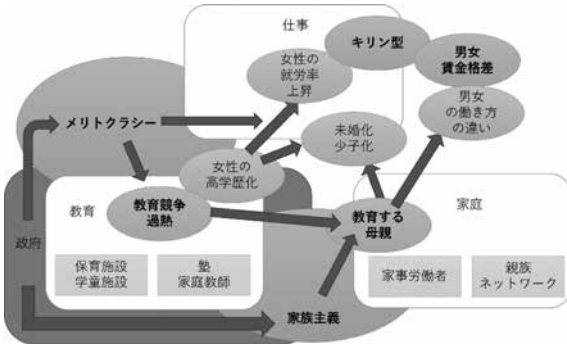 仕事
キリン型
男女
賃金格差
女性の
就労率
上昇
男女
の働き方
の違い
メリトクラシー
未婚化
少子化
女性の
高学歴化
教育
教育競争
過熱
教育する
母親
家庭
政府
保育施設
学童施設
塾
家庭教師
家事労働者
親族
ネットワーク
家族主義